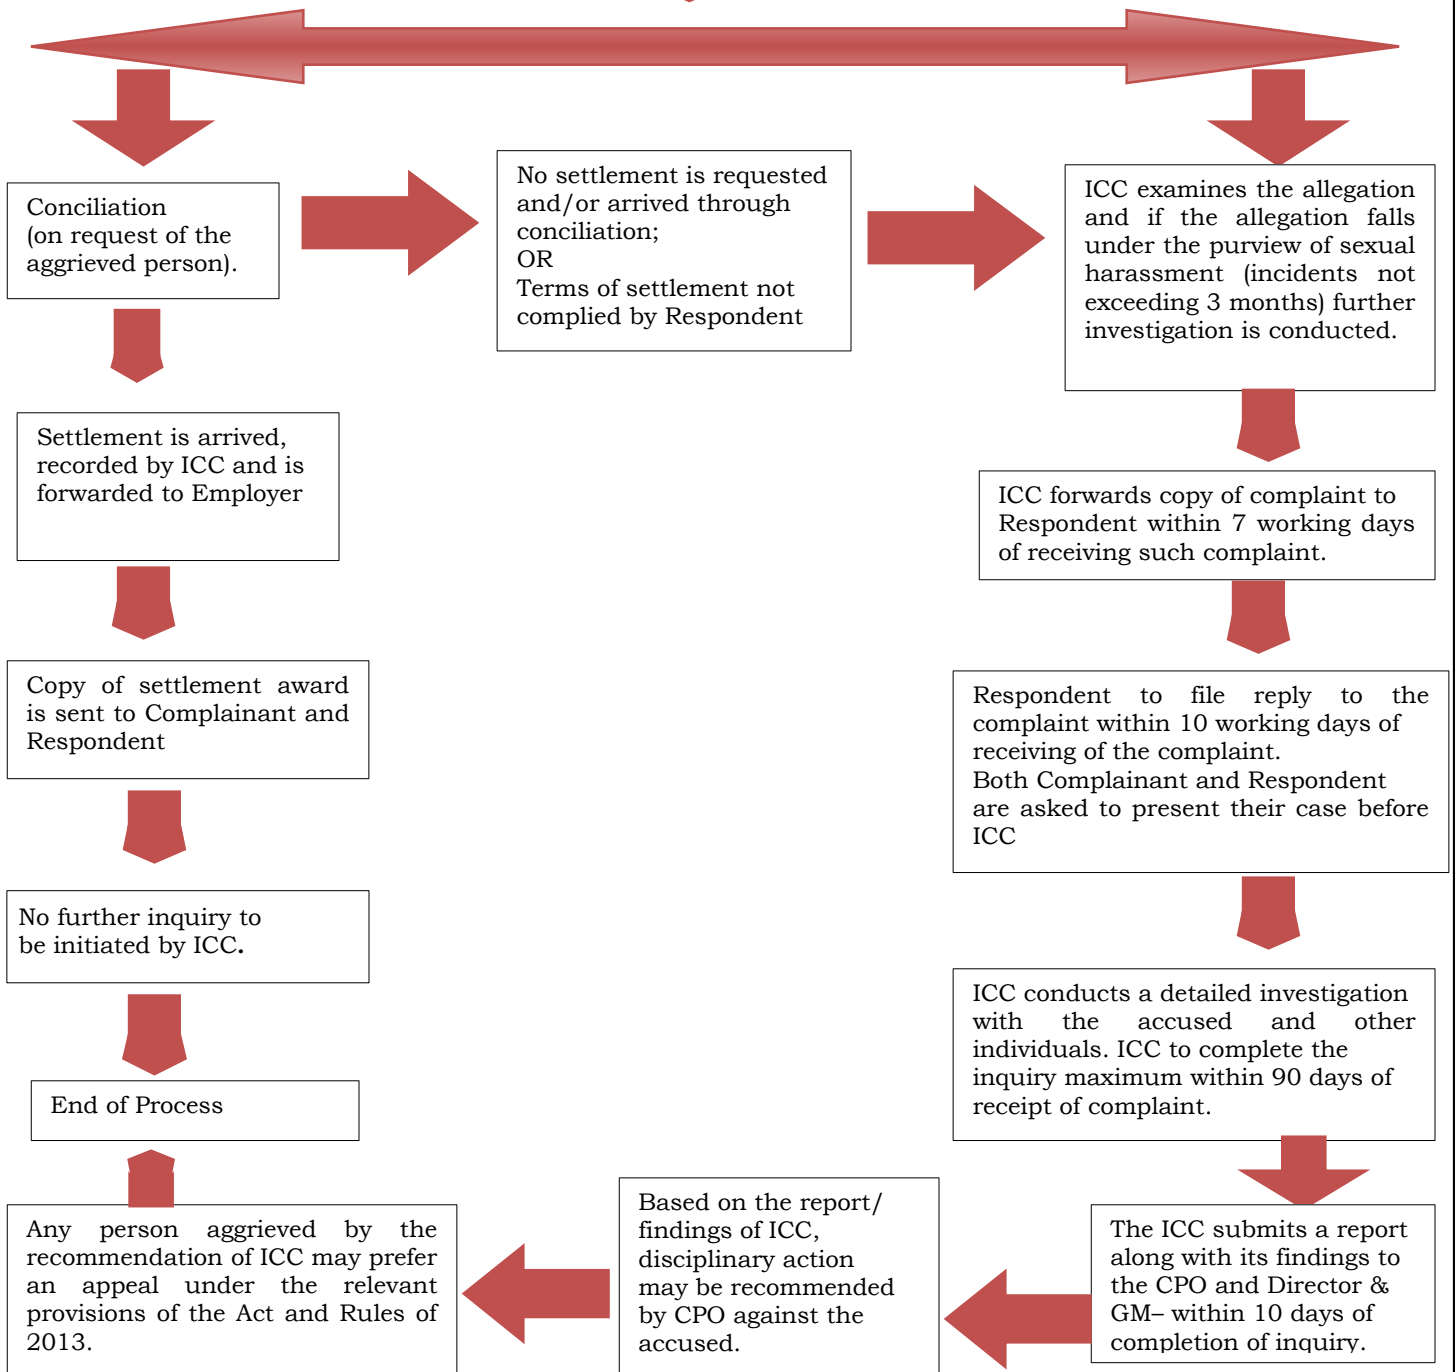 Conciliation
(on request of the
aggrieved person).
No settlement is requested
and/or arrived through
conciliation;
OR
Terms of settlement not
complied by Respondent
ICC examines the allegation
and if the allegation falls
under the purview of sexual
harassment (incidents not
exceeding 3 months) further
investigation is conducted.
Settlement is arrived,
recorded by ICC and is
forwarded to Employer
ICC forwards copy of complaint to
Respondent within 7 working days
of receiving such complaint.
Copy of settlement award
is sent to Complainant and
Respondent
Respondent to file reply to the
complaint within 10 working days of
receiving of the complaint.
Both Complainant and Respondent
are asked to present their case before
ICC
No further inquiry to
be initiated by ICC.
ICC conducts a detailed investigation
with the accused and other
individuals. ICC to complete the
inquiry maximum within 90 days of
receipt of complaint.
End of Process
Any person aggrieved by the
recommendation of ICC may prefer
an appeal under the relevant
provisions of the Act and Rules of
2013.
Based on the report/
findings of ICC,
disciplinary action
may be recommended
by CPO against the
accused.
The ICC submits a report
along with its findings to
the CPO and Director &
GM– within 10 days of
completion of inquiry.